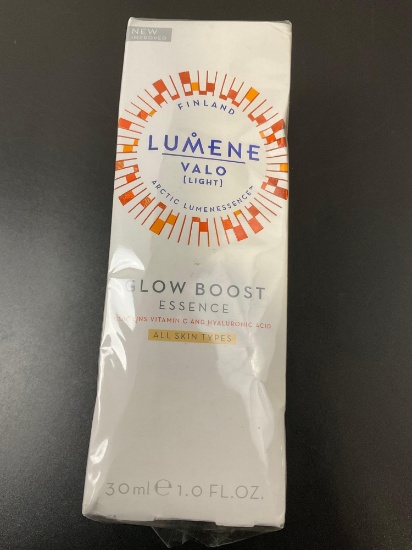 NEW
IMPROVED
FINLAND
LUMENE
VALO
[LIGHT]
ARCTIC LUMENESSENCE™
GLOW BOOST
ESSENCE
VITAMIN C AND HYALURONIC ACID
ALL SKIN TYPES
30ml ℮ 1.0 FL.OZ.